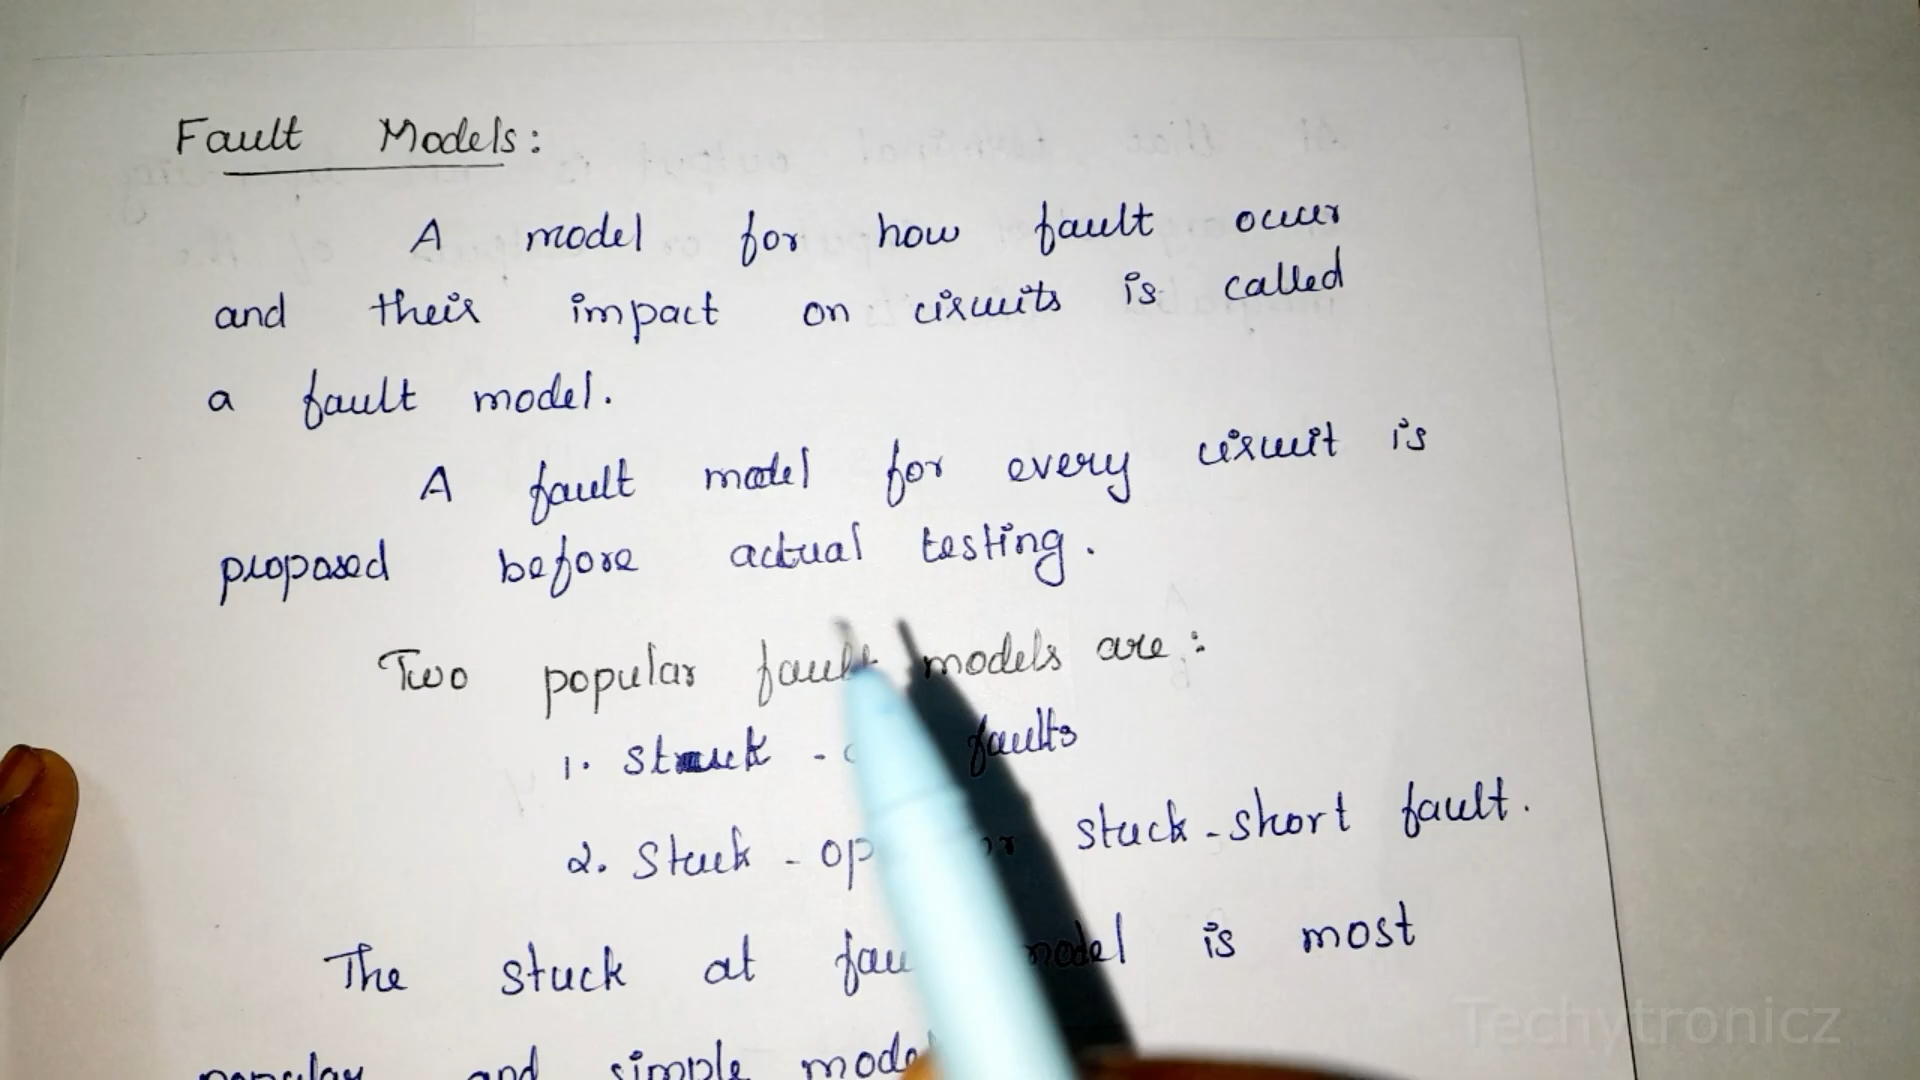 Fault Models:
A model for how fault occur
and their impact on circuits is called
a fault model.
A fault model for every circuit is
proposed before actual testing.
Two popular fault models are:
1. Stuck - faults
2. Stuck - stuck-short fault.
The stuck at model is most
popular and simple
Techytronicz